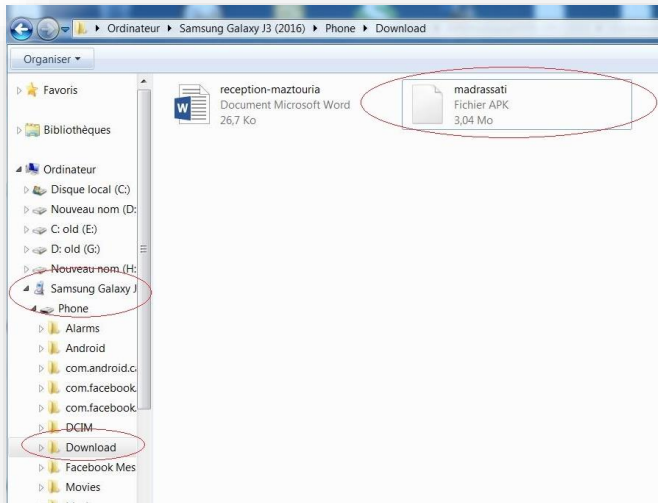 Ordinateur ▸ Samsung Galaxy J3 (2016) ▸ Phone ▸ Download
Organiser
Favoris
Bibliothèques
Ordinateur
Disque local (C:)
Nouveau nom (D:
C: old (E:)
D: old (G:)
Nouveau nom (H:
Samsung Galaxy J
Phone
Alarms
Android
com.android.c
com.facebook.
com.facebook.
DCIM
Download
Facebook Mes
Movies
reception-maztouria
Document Microsoft Word
26,7 Ko
madrassati
Fichier APK
3,04 Mo